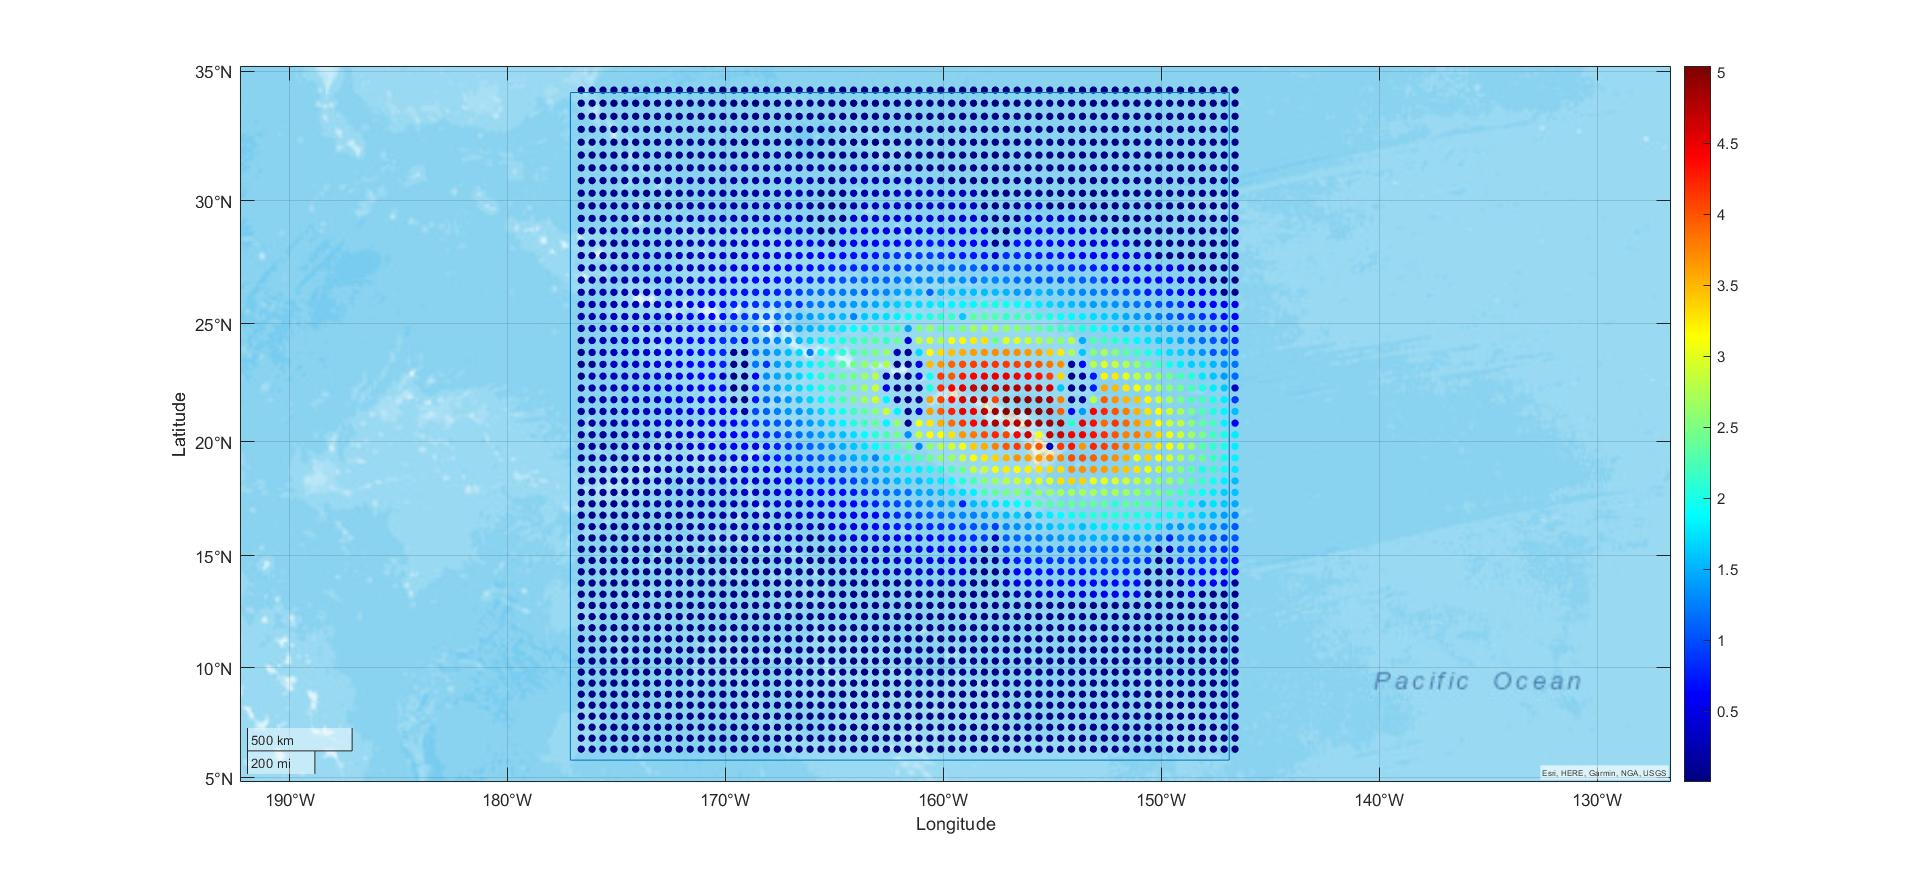 35°N
30°N
25°N
20°N
15°N
10°N
5°N
Latitude
190°W
180°W
170°W
160°W
150°W
140°W
130°W
Longitude
500 km
200 mi
Pacific Ocean
Esri, HERE, Garmin, NGA, USGS
5
4.5
4
3.5
3
2.5
2
1.5
1
0.5